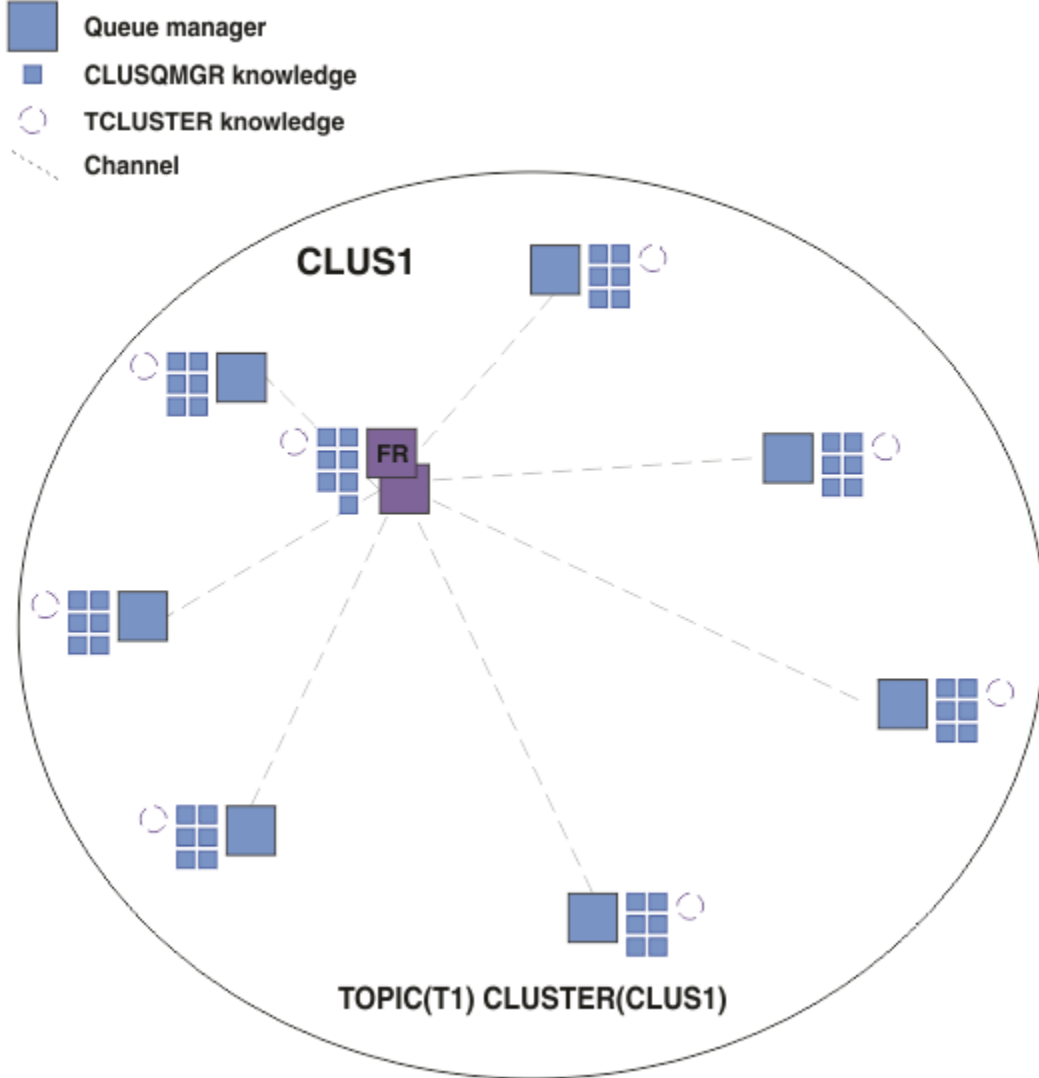 Queue manager
CLUSQMGR knowledge
TCLUSTER knowledge
Channel
CLUS1
FR
TOPIC(T1) CLUSTER(CLUS1)